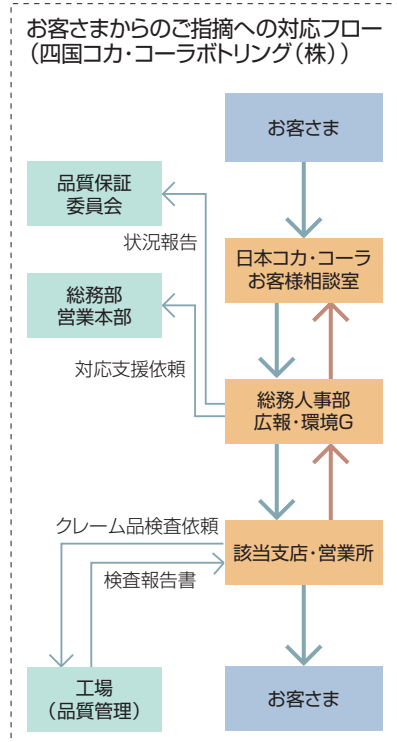 お客さまからのご指摘への対応フロー
（四国コカ・コーラボトリング（株））
お客さま
品質保証
委員会
状況報告
日本コカ・コーラ
お客様相談室
総務部
営業本部
対応支援依頼
総務人事部
広報・環境G
クレーム品検査依頼
該当支店・営業所
検査報告書
工場
（品質管理）
お客さま